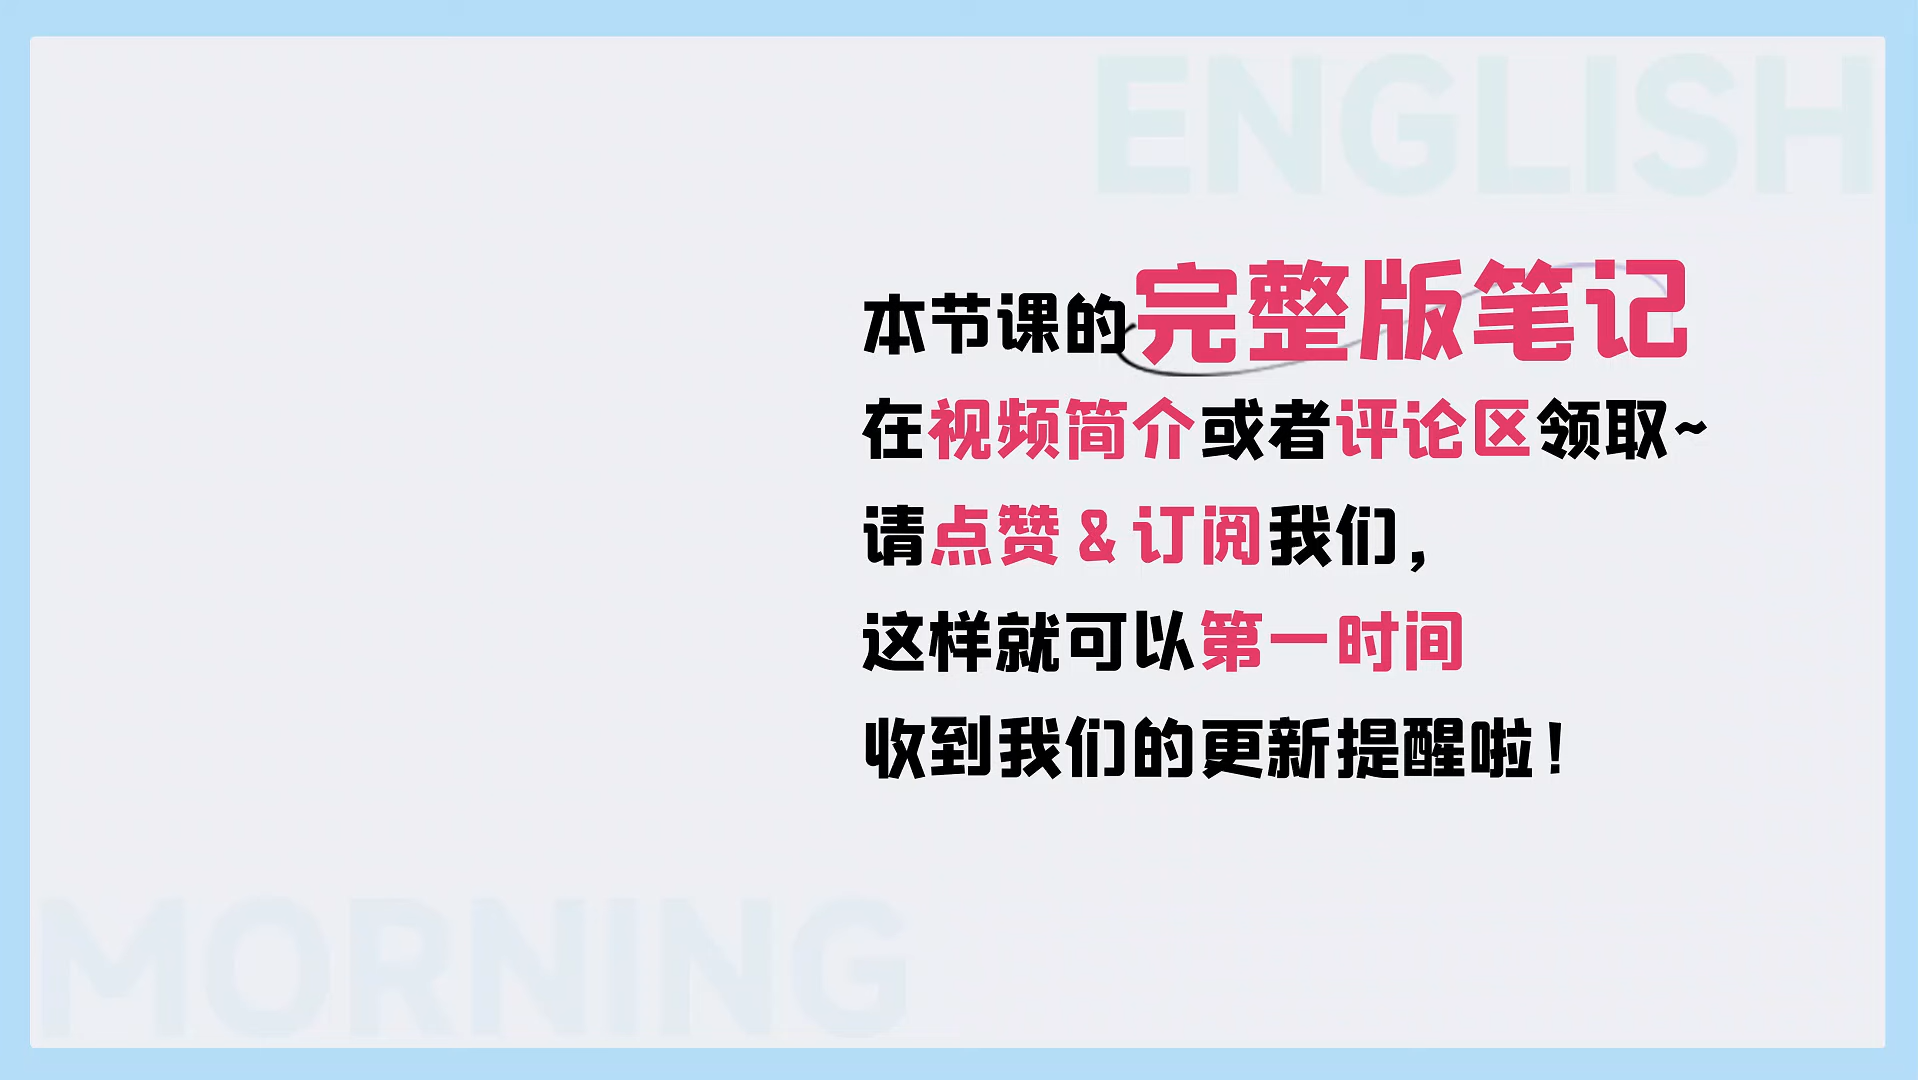 ENGLISH
本节课的完整版笔记
在视频简介或者评论区领取~
请点赞&订阅我们，
这样就可以第一时间
收到我们的更新提醒啦！
MORNING